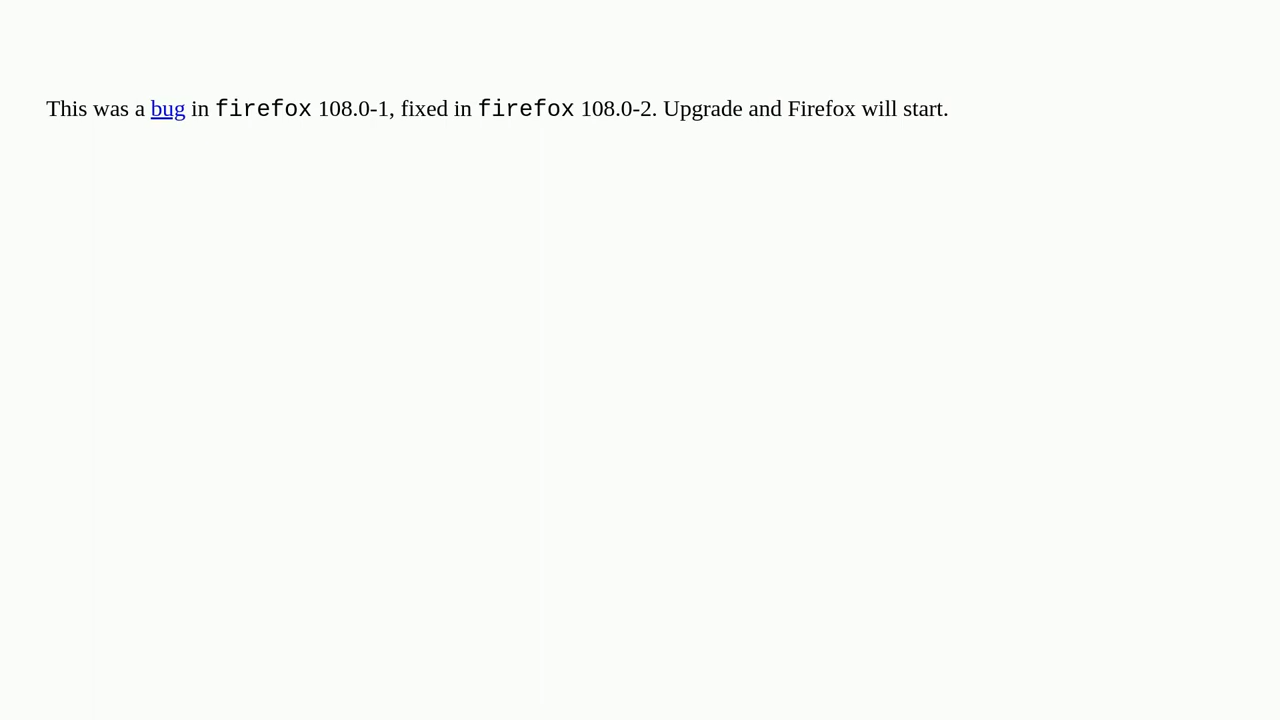 This was a bug in firefox 108.0-1, fixed in firefox 108.0-2. Upgrade and Firefox will start.